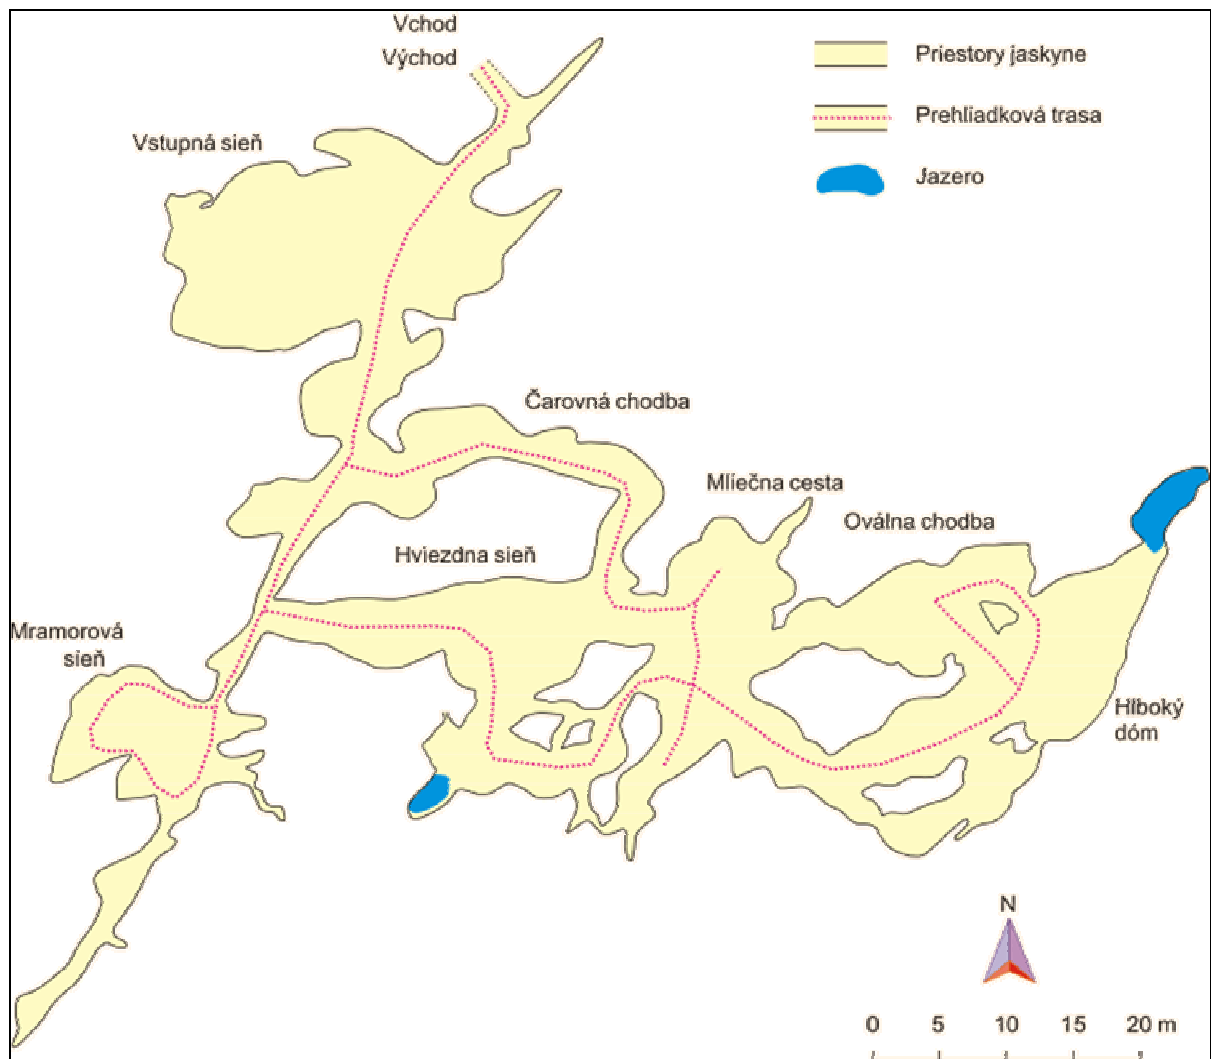 Vchod
Východ
Priestory jaskyne
Prehliadková trasa
Vstupná sieň
Jazero
Čarovná chodba
Mliečna cesta
Oválna chodba
Hviezdna sieň
Mramorová
sieň
Hlboký
dóm
N
0 5 10 15 20 m